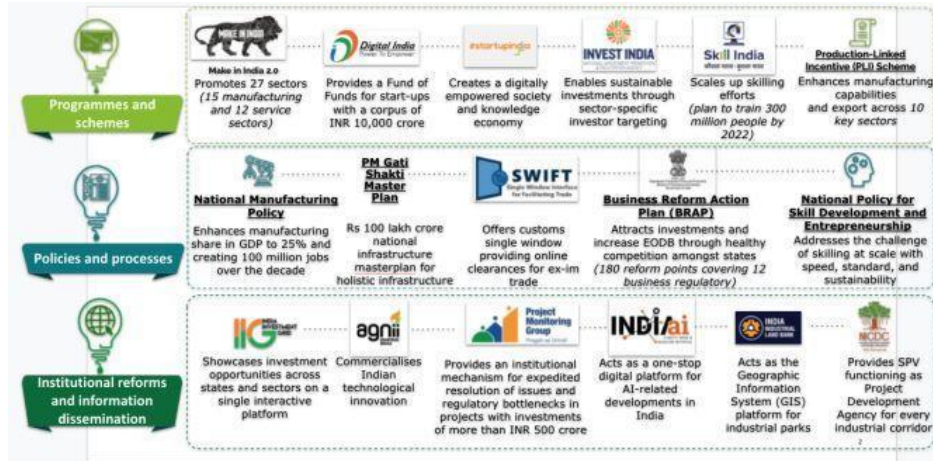 MAKE IN INDIA
Make in India 2.0
Promotes 27 sectors
(15 manufacturing
and 12 service
sectors)
Digital India
Power To Empower
Provides a Fund of
Funds for start-ups
with a corpus of
INR 10,000 crore
#startupindia
Creates a digitally
empowered society
and knowledge
economy
INVEST INDIA
Enables sustainable
investments through
sector-specific
investor targeting
Skill India
कौशल भारत - कुशल भारत
Scales up skilling
efforts
(plan to train 300
million people by
2022)
Production-Linked
Incentive (PLI) Scheme
Enhances manufacturing
capabilities
and export across 10
key sectors
Programmes and
schemes
National Manufacturing
Policy
Enhances manufacturing
share in GDP to 25% and
creating 100 million jobs
over the decade
PM Gati
Shakti
Master
Plan
Rs 100 lakh crore
national
infrastructure
masterplan for
holistic infrastructure
SWIFT
Single Window Interface
for Facilitating Trade
Offers customs
single window
providing online
clearances for ex-im
trade
Business Reform Action
Plan (BRAP)
Attracts investments and
increase EODB through healthy
competition amongst states
(180 reform points covering 12
business regulatory)
National Policy for
Skill Development and
Entrepreneurship
Addresses the challenge
of skilling at scale with
speed, standard, and
sustainability
Policies and processes
IIG
INDIA
INVESTMENT
GRID
Showcases investment
opportunities across
states and sectors on a
single interactive
platform
agnii
Commercialises
Indian
technological
innovation
Project
Monitoring
Group
Provides an institutional
mechanism for expedited
resolution of issues and
regulatory bottlenecks in
projects with investments
of more than INR 500 crore
INDIAai
Acts as a one-stop
digital platform for
AI-related
developments in
India
INDIA
INDUSTRIAL
LAND BANK
Acts as the
Geographic
Information
System (GIS)
platform for
industrial parks
NICDC
Provides SPV
functioning as
Project
Development
Agency for every
industrial corridor
Institutional reforms
and information
dissemination
2